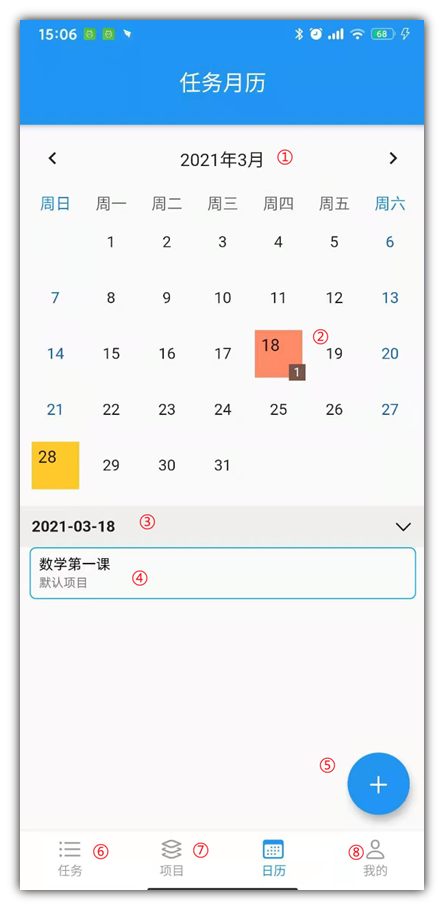 15:06 68
任务月历
2021年3月 ①
周日 周一 周二 周三 周四 周五 周六
1 2 3 4 5 6
7 8 9 10 11 12 13
14 15 16 17 18 1 ② 19 20
21 22 23 24 25 26 27
28 29 30 31
2021-03-18 ③
数学第一课
默认项目 ④
⑤ +
⑥ ⑦ ⑧
任务 项目 日历 我的